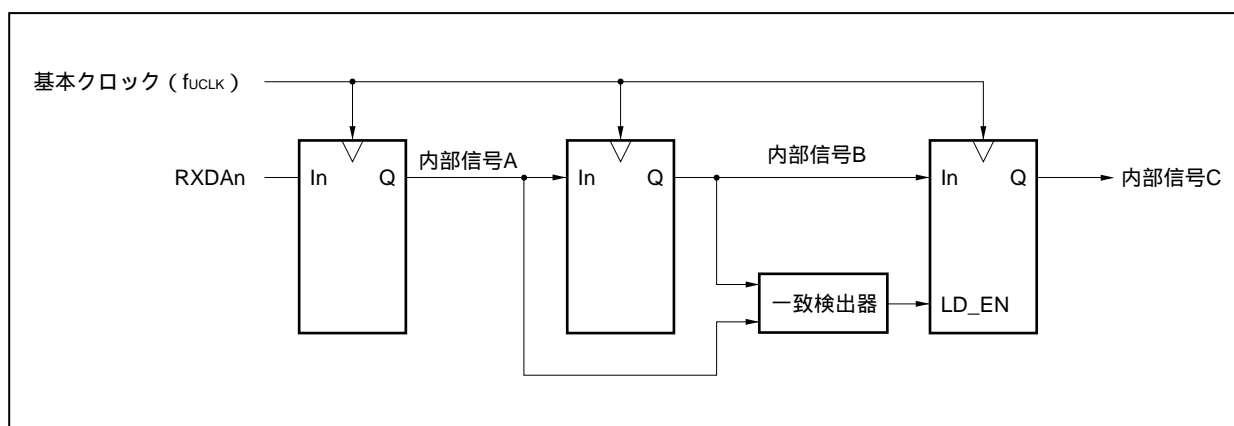 基本クロック（fUCLK）
内部信号A
内部信号B
RXDAn
In
Q
In
Q
In
Q
内部信号C
一致検出器
LD_EN